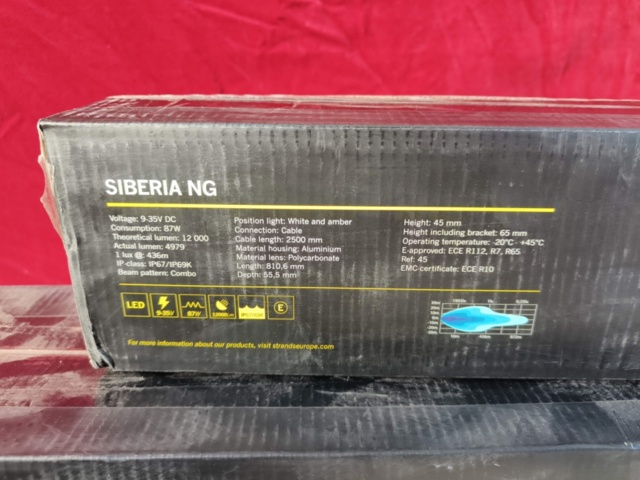 SIBERIA NG
Voltage: 9-35V DC
Consumption: 87W
Theoretical lumen: 12 000
Actual lumen: 4979
1 lux @: 436m
IP-class: IP67/IP69K
Beam pattern: Combo
Position light: White and amber
Connection: Cable
Cable length: 2500 mm
Material housing: Aluminium
Material lens: Polycarbonate
Length: 810,6 mm
Depth: 55,5 mm
Height: 45 mm
Height including bracket: 65 mm
Operating temperature: -20°C - +45°C
E-approved: ECE R112, R7, R65
Ref: 45
EMC-certificate: ECE R10
LED
9-35V
87W
12000Lm
E
For more information about our products, visit strandseurope.com